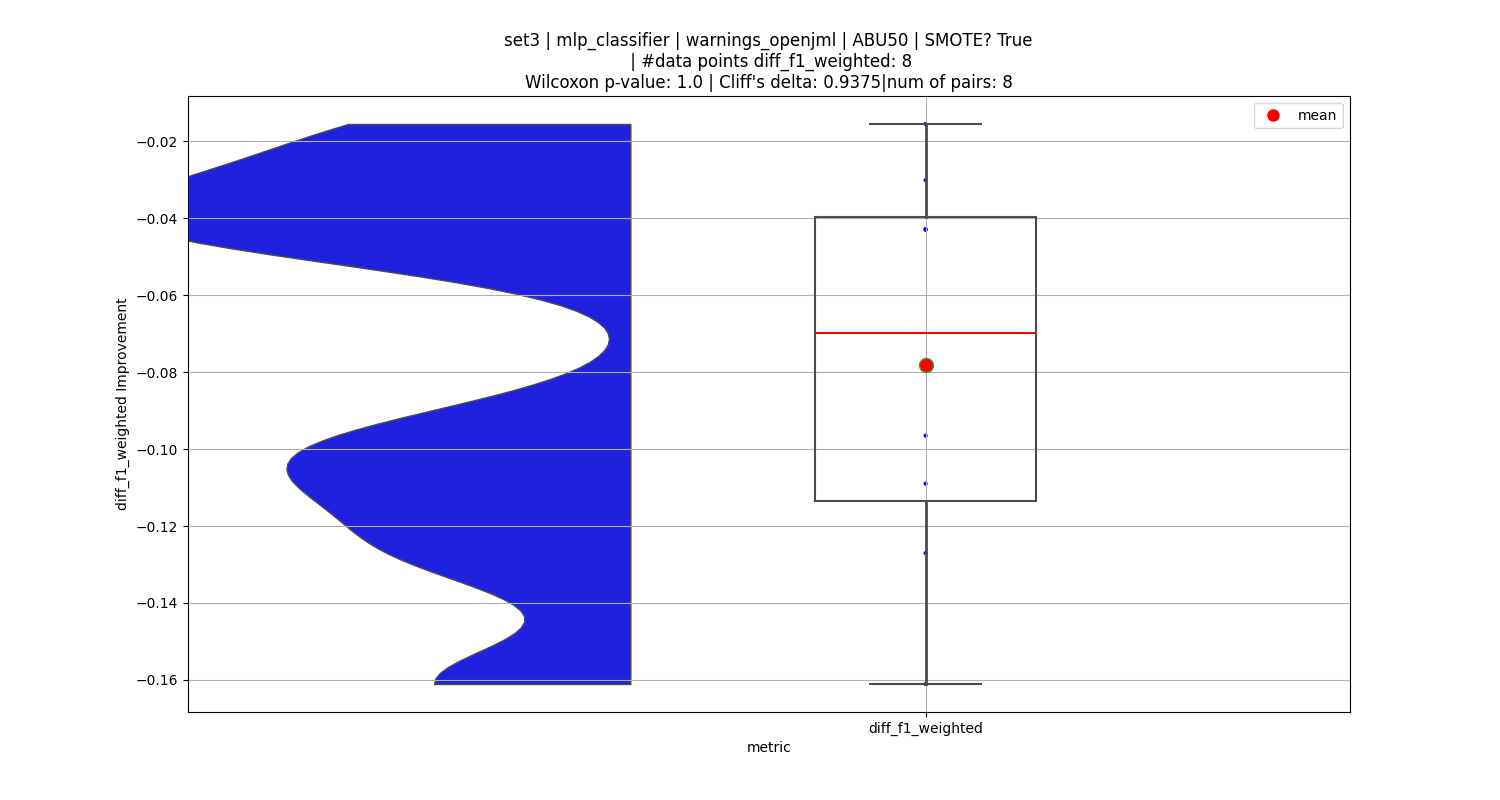 set3 | mlp_classifier | warnings_openjml | ABU50 | SMOTE? True
| #data points diff_f1_weighted: 8
Wilcoxon p-value: 1.0 | Cliff's delta: 0.9375|num of pairs: 8
mean
−0.02
−0.04
−0.06
−0.08
−0.10
−0.12
−0.14
−0.16
diff_f1_weighted Improvement
diff_f1_weighted
metric